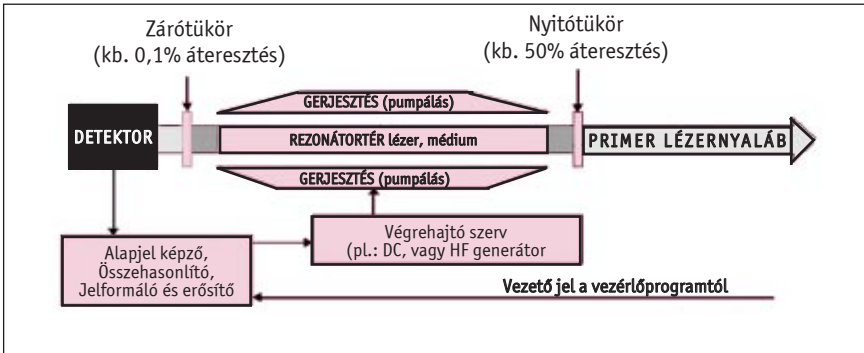 Zárótükör
(kb. 0,1% áteresztés)
Nyitótükör
(kb. 50% áteresztés)
GERJESZTÉS (pumpálás)
DETEKTOR
REZONÁTORTÉR lézer, médium
PRIMER LÉZERNYALÁB
GERJESZTÉS (pumpálás)
Végrehajtó szerv
(pl.: DC, vagy HF generátor
Alapjel képző,
Összehasonlító,
Jelformáló és erősítő
Vezető jel a vezérlőprogramtól